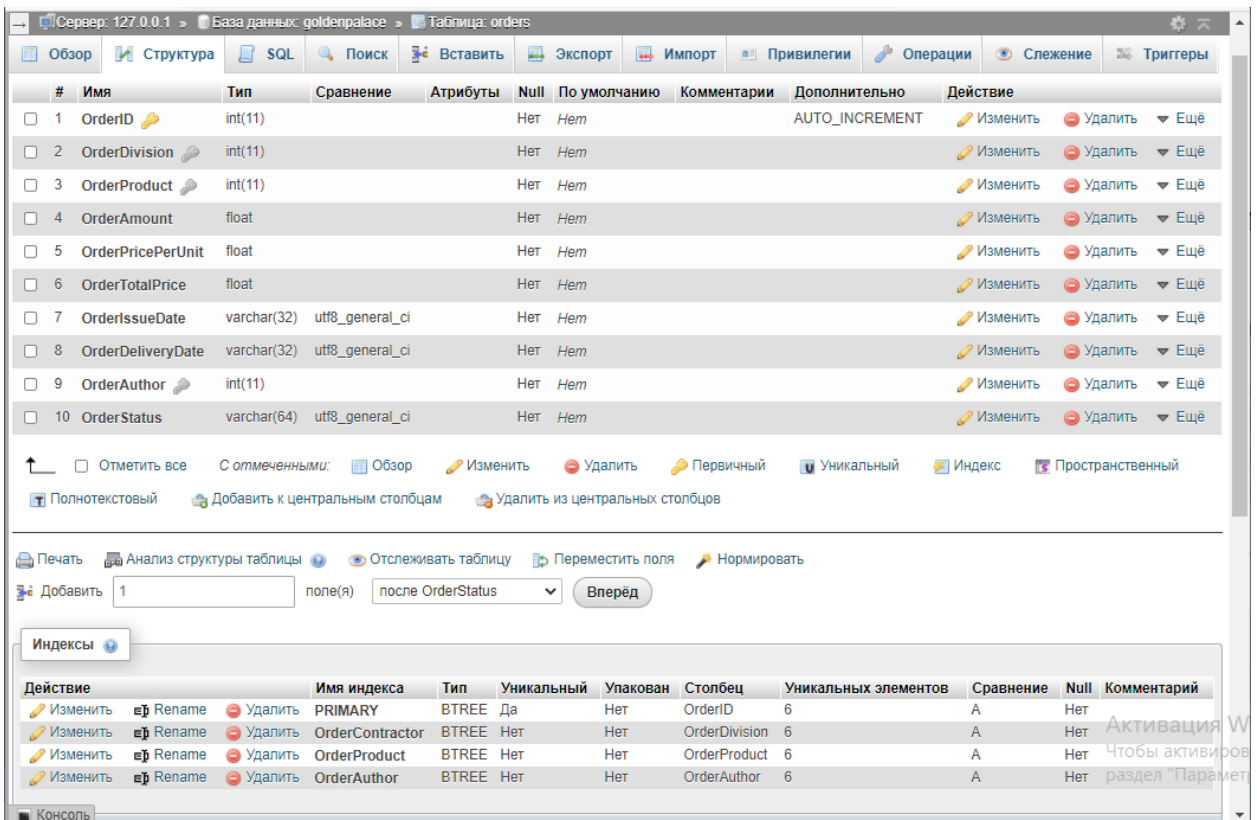 Сервер: 127.0.0.1 » База данных: goldenpalace » Таблица: orders
Обзор Структура SQL Поиск Вставить Экспорт Импорт Привилегии Операции Слежение Триггеры
# Имя Тип Сравнение Атрибуты Null По умолчанию Комментарии Дополнительно Действие
1 OrderID int(11) Нет Нет AUTO_INCREMENT Изменить Удалить Ещё
2 OrderDivision int(11) Нет Нет Изменить Удалить Ещё
3 OrderProduct int(11) Нет Нет Изменить Удалить Ещё
4 OrderAmount float Нет Нет Изменить Удалить Ещё
5 OrderPricePerUnit float Нет Нет Изменить Удалить Ещё
6 OrderTotalPrice float Нет Нет Изменить Удалить Ещё
7 OrderIssueDate varchar(32) utf8_general_ci Нет Нет Изменить Удалить Ещё
8 OrderDeliveryDate varchar(32) utf8_general_ci Нет Нет Изменить Удалить Ещё
9 OrderAuthor int(11) Нет Нет Изменить Удалить Ещё
10 OrderStatus varchar(64) utf8_general_ci Нет Нет Изменить Удалить Ещё
Отметить все С отмеченными: Обзор Изменить Удалить Первичный Уникальный Индекс Пространственный
Полнотекстовый Добавить к центральным столбцам Удалить из центральных столбцов
Печать Анализ структуры таблицы Отслеживать таблицу Переместить поля Нормировать
Добавить 1 поле(я) после OrderStatus Вперёд
Индексы
Действие Имя индекса Тип Уникальный Упакован Столбец Уникальных элементов Сравнение Null Комментарий
Изменить Rename Удалить PRIMARY BTREE Да Нет OrderID 6 A Нет
Изменить Rename Удалить OrderContractor BTREE Нет Нет OrderDivision 6 A Нет
Изменить Rename Удалить OrderProduct BTREE Нет Нет OrderProduct 6 A Нет
Изменить Rename Удалить OrderAuthor BTREE Нет Нет OrderAuthor 6 A Нет
Активация W
Чтобы активиров
раздел "Парамет
Консоль